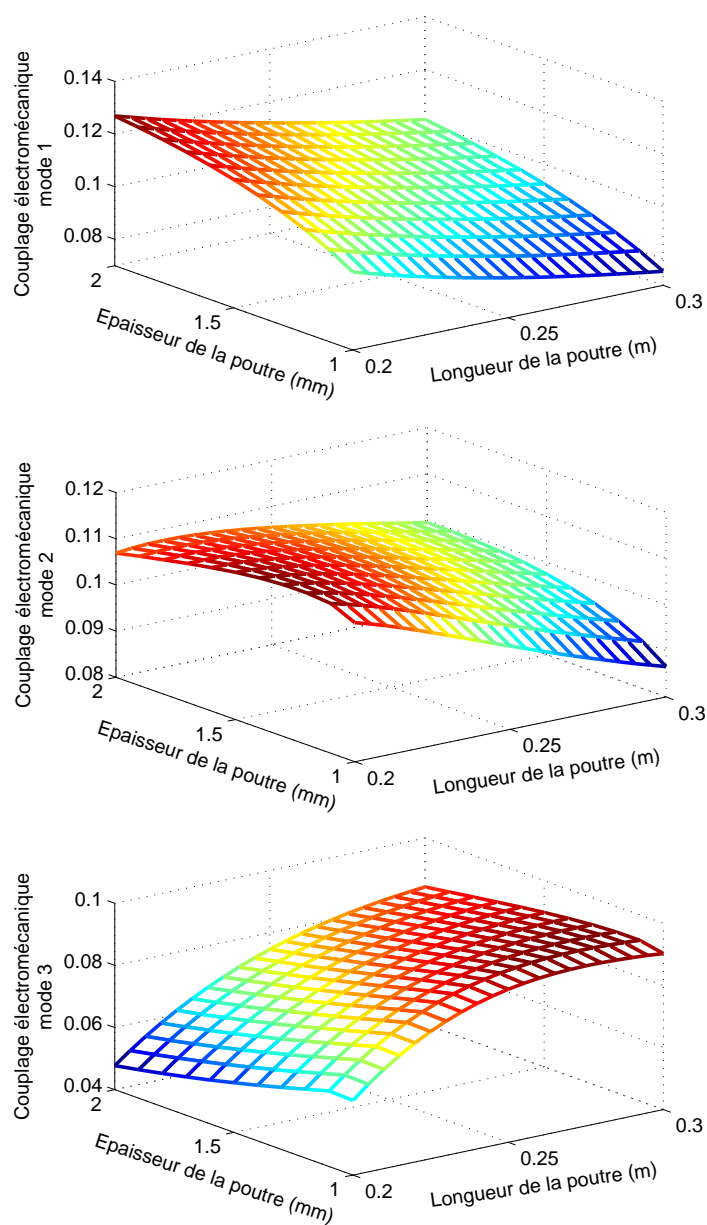 0.14
0.12
0.1
0.08
Couplage électromécanique
mode 1
2
1.5
1
Epaisseur de la poutre (mm)
0.2
0.25
0.3
Longueur de la poutre (m)
0.12
0.11
0.1
0.09
0.08
Couplage électromécanique
mode 2
2
1.5
1
Epaisseur de la poutre (mm)
0.2
0.25
0.3
Longueur de la poutre (m)
0.1
0.08
0.06
0.04
Couplage électromécanique
mode 3
2
1.5
1
Epaisseur de la poutre (mm)
0.2
0.25
0.3
Longueur de la poutre (m)